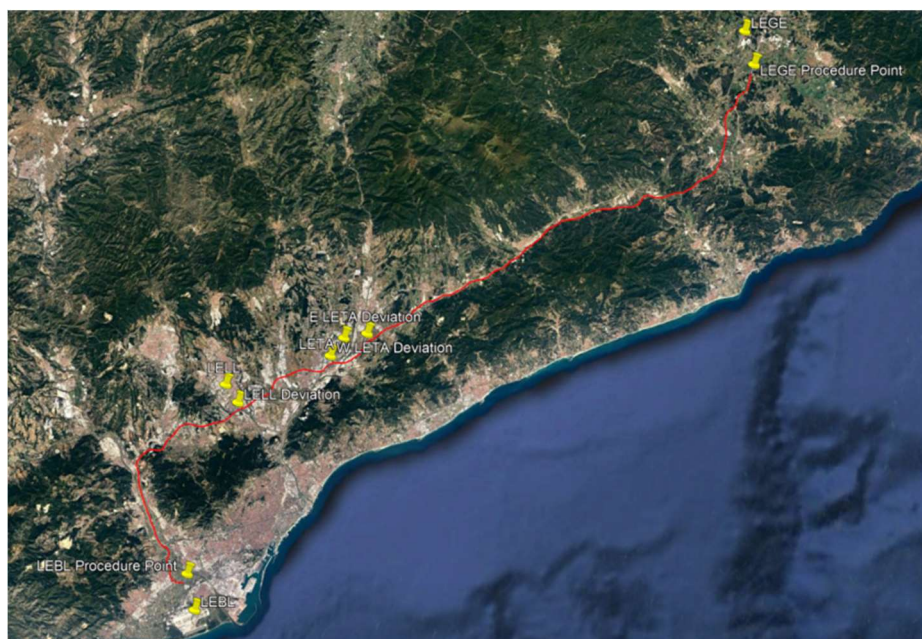 LEGE
LEGE Procedure Point
E LETA Deviation
LETA
W LETA Deviation
LELL
LELL Deviation
LEBL Procedure Point
LEBL